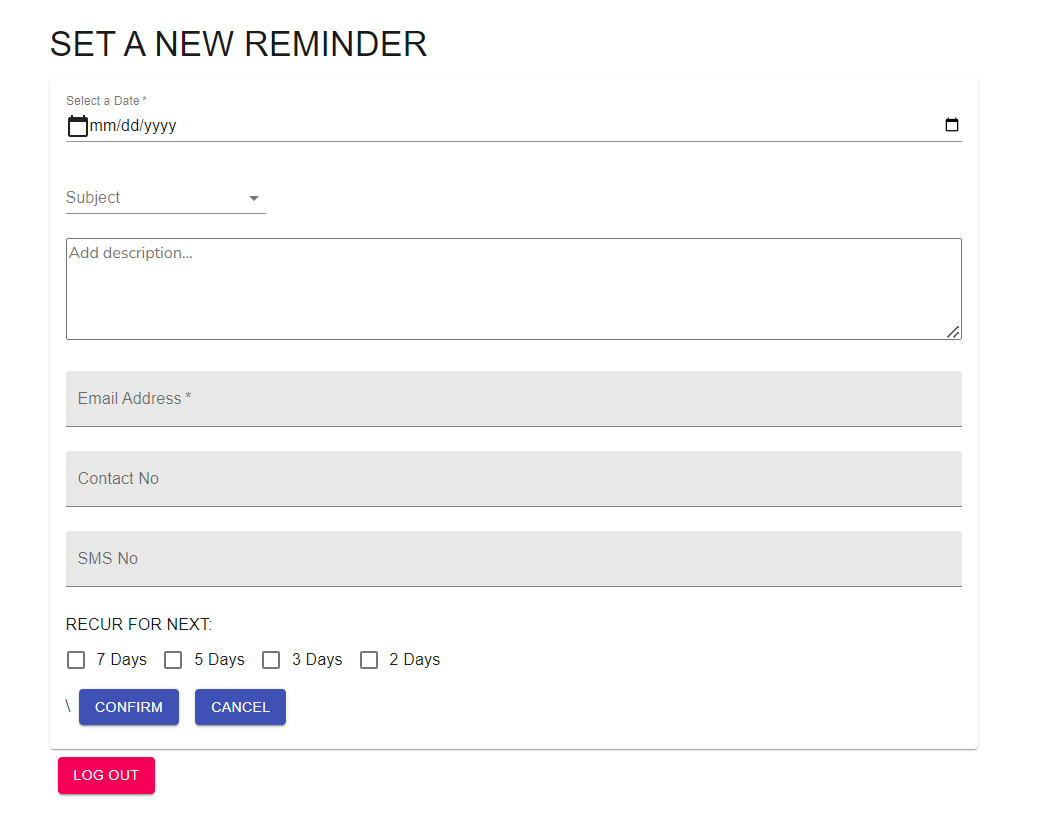 SET A NEW REMINDER
Select a Date *
mm/dd/yyyy
Subject
Add description...
Email Address *
Contact No
SMS No
RECUR FOR NEXT:
7 Days 5 Days 3 Days 2 Days
\ CONFIRM CANCEL
LOG OUT